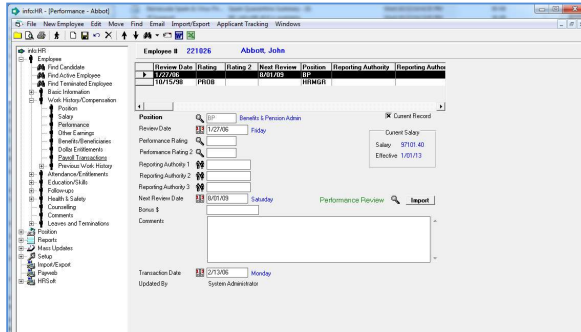 info:HR - [Performance - Abbot]
File New Employee Edit Move Find Email Import/Export Applicant Tracking Windows
info:HR
Employee
Find Candidate
Find Active Employee
Find Terminated Employee
Basic Information
Work History/Compensation
Position
Salary
Performance
Other Earnings
Benefits/Beneficiaries
Dollar Entitlements
Payroll Transactions
Previous Work History
Attendance/Entitlements
Education/Skills
Follow-ups
Health & Safety
Counselling
Comments
Leaves and Terminations
Position
Reports
Mass Updates
Setup
Import/Export
Payweb
HRSoft
Employee # 221026 Abbott, John
Review Date Rating Rating 2 Next Review Position Reporting Authority Reporting Author
1/27/06 8/01/09 BP
10/15/98 PROB HRMGR
Position BP Benefits & Pension Admin
Current Record
Review Date 1/27/06 Friday
Performance Rating
Performance Rating 2
Reporting Authority 1
Reporting Authority 2
Reporting Authority 3
Next Review Date 8/01/09 Saturday
Bonus $
Comments
Current Salary
Salary 97101.40
Effective 1/01/13
Performance Review Import
Transaction Date 2/13/06 Monday
Updated By System Administrator